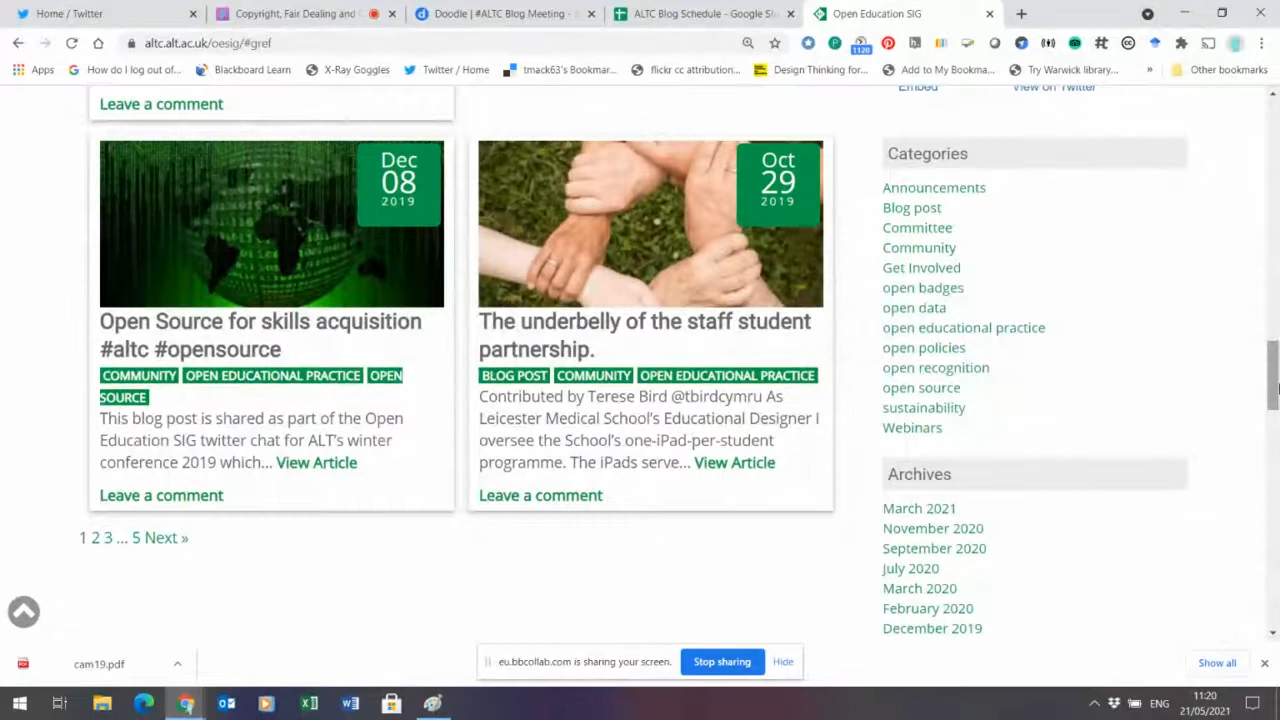 Home / Twitter
Copyright, Fair Dealing and
Doodle | #ALTC Blog Meeting -
ALTC Blog Schedule - Google Sh
Open Education SIG
altc.alt.ac.uk/oesig/#gref
1120
Apps
How do I log out of...
Blackboard Learn
X-Ray Goggles
Twitter / Home
tmack63's Bookmar...
flickr cc attribution...
Design Thinking for...
Add to My Bookma...
Try Warwick library...
»
Other bookmarks
Leave a comment
Embed
View on Twitter
Dec
08
2019
Open Source for skills acquisition
#altc #opensource
COMMUNITY OPEN EDUCATIONAL PRACTICE OPEN
SOURCE
This blog post is shared as part of the Open
Education SIG twitter chat for ALT's winter
conference 2019 which... View Article
Leave a comment
Oct
29
2019
The underbelly of the staff student
partnership.
BLOG POST COMMUNITY OPEN EDUCATIONAL PRACTICE
Contributed by Terese Bird @tbirdcymru As
Leicester Medical School's Educational Designer I
oversee the School's one-iPad-per-student
programme. The iPads serve... View Article
Leave a comment
1 2 3 ... 5 Next »
Categories
Announcements
Blog post
Committee
Community
Get Involved
open badges
open data
open educational practice
open policies
open recognition
open source
sustainability
Webinars
Archives
March 2021
November 2020
September 2020
July 2020
March 2020
February 2020
December 2019
cam19.pdf
eu.bbcollab.com is sharing your screen.
Stop sharing
Hide
Show all
ENG
11:20
21/05/2021